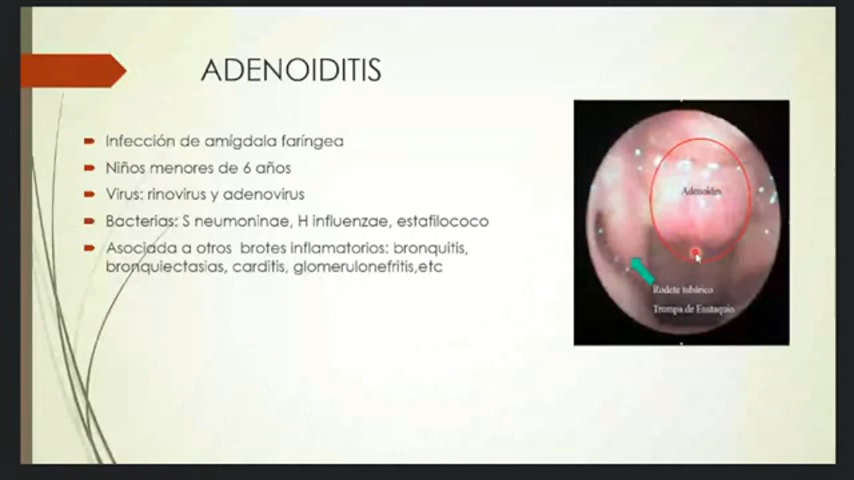 ADENOIDITIS
Infección de amígdala faríngea
Niños menores de 6 años
Virus: rinovirus y adenovirus
Bacterias: S neumoninae, H influenzae, estafilococo
Asociada a otros brotes inflamatorios: bronquitis,
bronquiectasias, carditis, glomerulonefritis,etc
Adenoides
Rodete tubárico
Trompa de Eustaquio